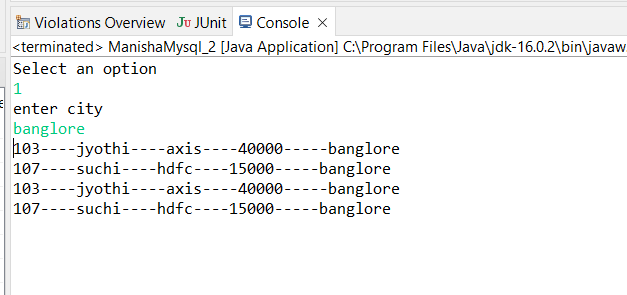 Violations Overview JUnit Console
<terminated> ManishaMysql_2 [Java Application] C:\Program Files\Java\jdk-16.0.2\bin\javaw
Select an option
1
enter city
banglore
103----jyothi----axis----40000-----banglore
107----suchi----hdfc----15000-----banglore
103----jyothi----axis----40000-----banglore
107----suchi----hdfc----15000-----banglore